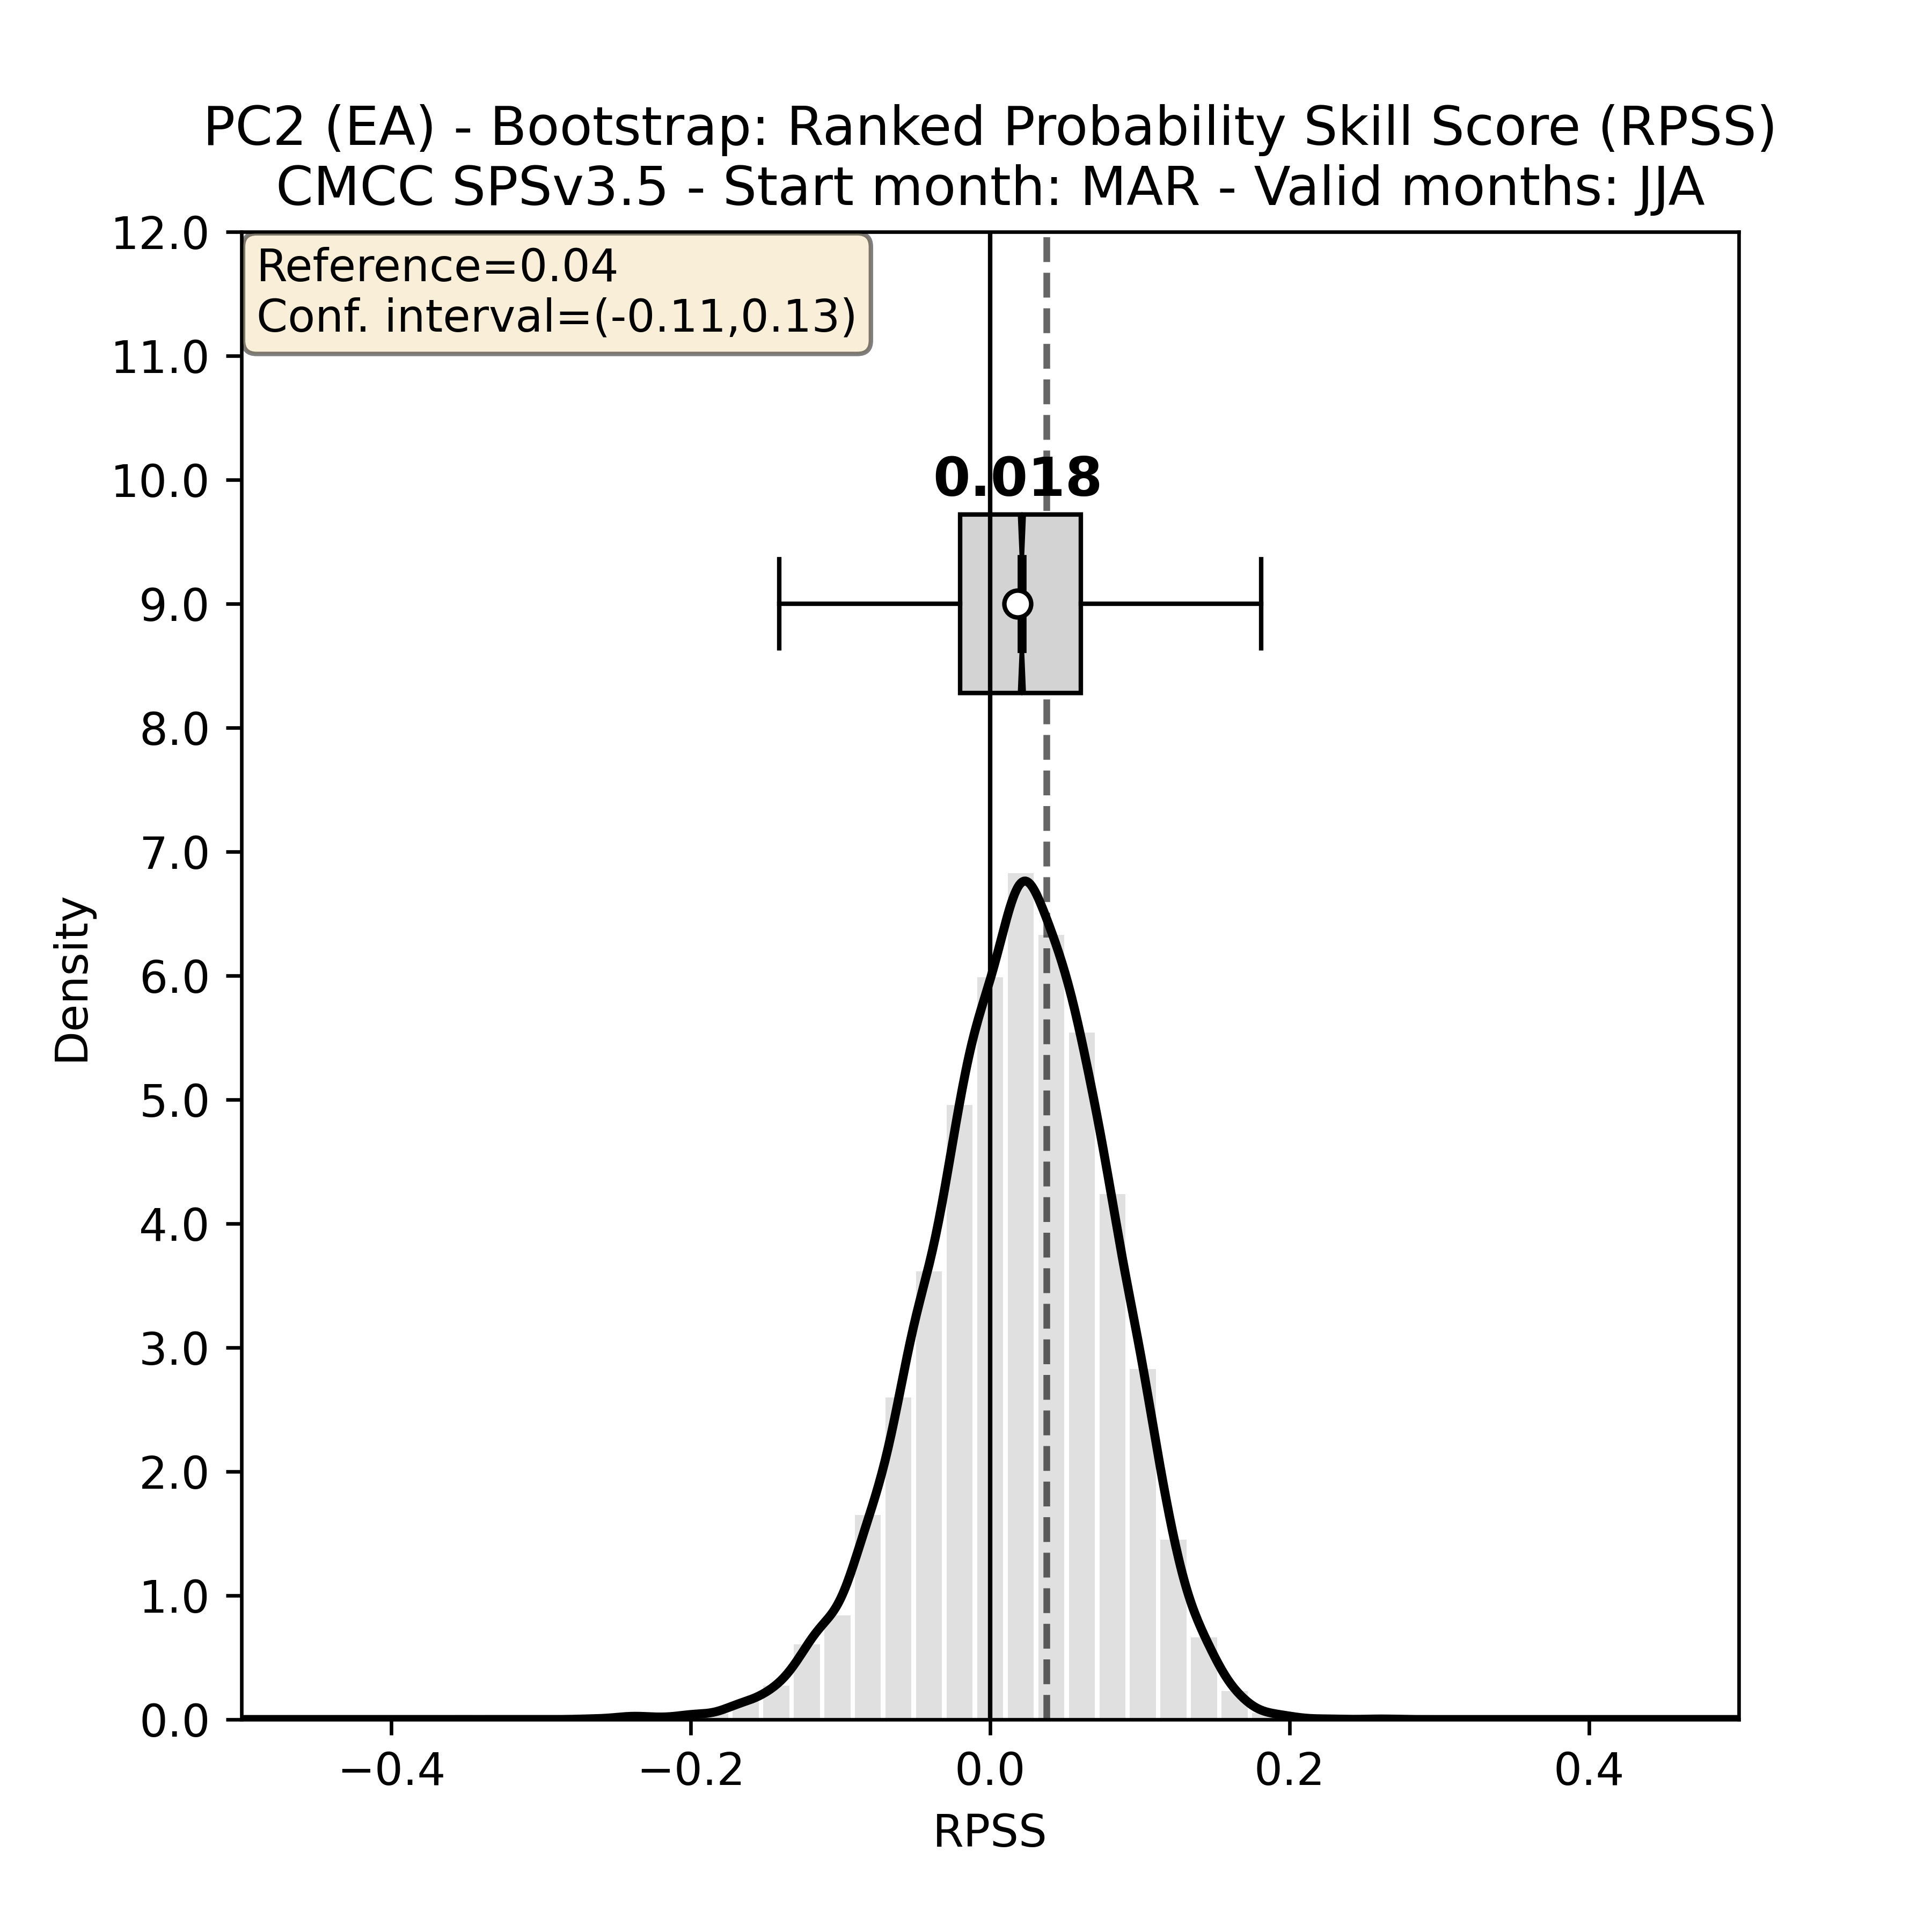 PC2 (EA) - Bootstrap: Ranked Probability Skill Score (RPSS)
CMCC SPSv3.5 - Start month: MAR - Valid months: JJA
Reference=0.04
Conf. interval=(-0.11,0.13)
0.018
12.0
11.0
10.0
9.0
8.0
7.0
6.0
5.0
4.0
3.0
2.0
1.0
0.0
Density
−0.4 −0.2 0.0 0.2 0.4
RPSS